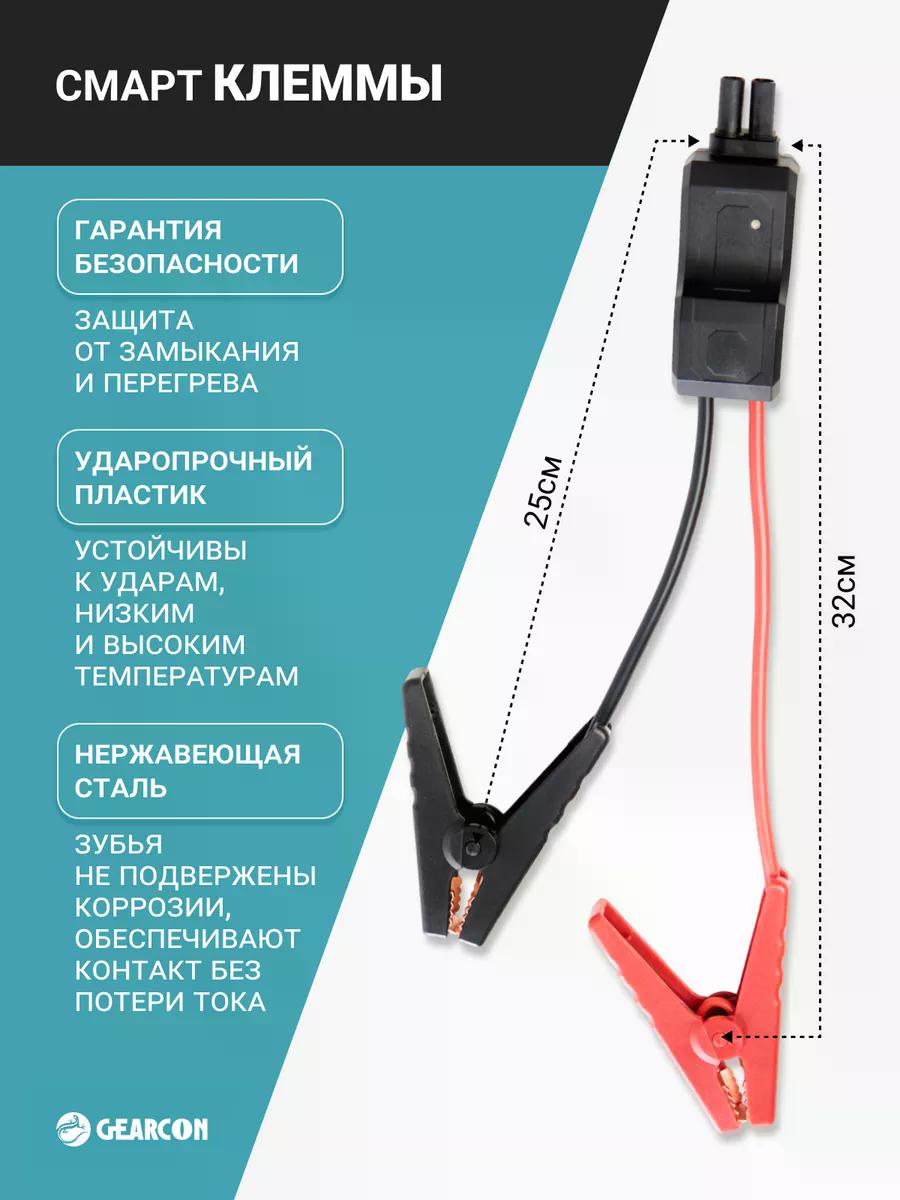 СМАРТ КЛЕММЫ
ГАРАНТИЯ
БЕЗОПАСНОСТИ
ЗАЩИТА
ОТ ЗАМЫКАНИЯ
И ПЕРЕГРЕВА
УДАРОПРОЧНЫЙ
ПЛАСТИК
УСТОЙЧИВЫ
К УДАРАМ,
НИЗКИМ
И ВЫСОКИМ
ТЕМПЕРАТУРАМ
НЕРЖАВЕЮЩАЯ
СТАЛЬ
ЗУБЬЯ
НЕ ПОДВЕРЖЕНЫ
КОРРОЗИИ,
ОБЕСПЕЧИВАЮТ
КОНТАКТ БЕЗ
ПОТЕРИ ТОКА
25см
32см
GEARCON